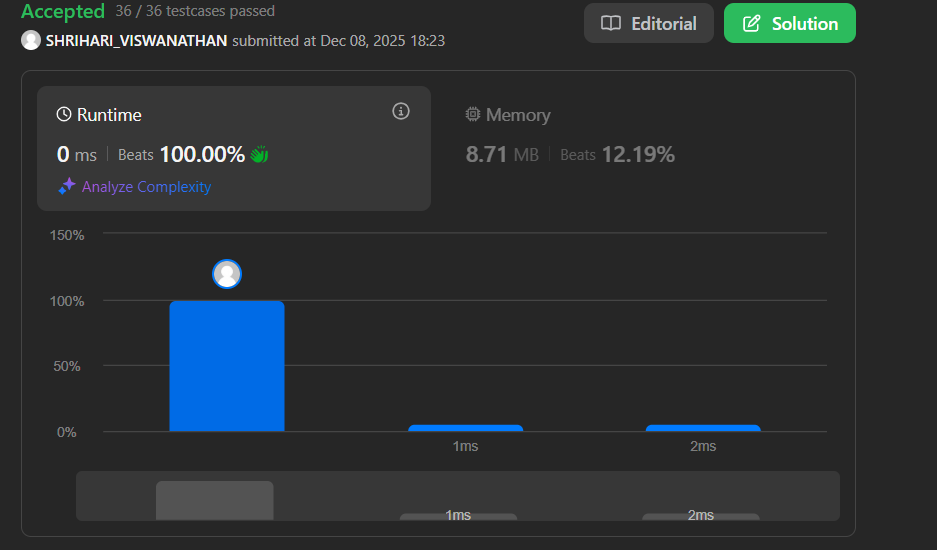 Accepted 36 / 36 testcases passed
Editorial
Solution
SHRIHARI_VISWANATHAN submitted at Dec 08, 2025 18:23
Runtime
0 ms Beats 100.00%
Analyze Complexity
Memory
8.71 MB Beats 12.19%
150%
100%
50%
0%
1ms 2ms
1ms 2ms